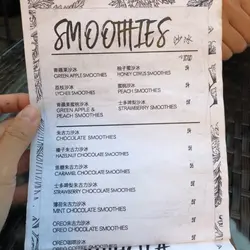 SMOOTHIES 沙冰
青蘋果沙冰
GREEN APPLE SMOOTHIES
柚子蜜沙冰
HONEY CITRUS SMOOTHIES
荔枝沙冰
LYCHEE SMOOTHIES
蜜桃沙冰
PEACH SMOOTHIES
青蘋果蜜桃沙冰
GREEN APPLE &
PEACH SMOOTHIES
士多啤梨沙冰
STRAWBERRY SMOOTHIES
朱古力沙冰
CHOCOLATE SMOOTHIES
榛子朱古力沙冰
HAZELNUT CHOCOLATE SMOOTHIES
焦糖朱古力沙冰
CARAMEL CHOCOLATE SMOOTHIES
士多啤梨朱古力沙冰
STRAWBERRY CHOCOLATE SMOOTHIES
薄荷朱古力沙冰
MINT CHOCOLATE SMOOTHIES
OREO朱古力沙冰
OREO CHOCOLATE SMOOTHIES